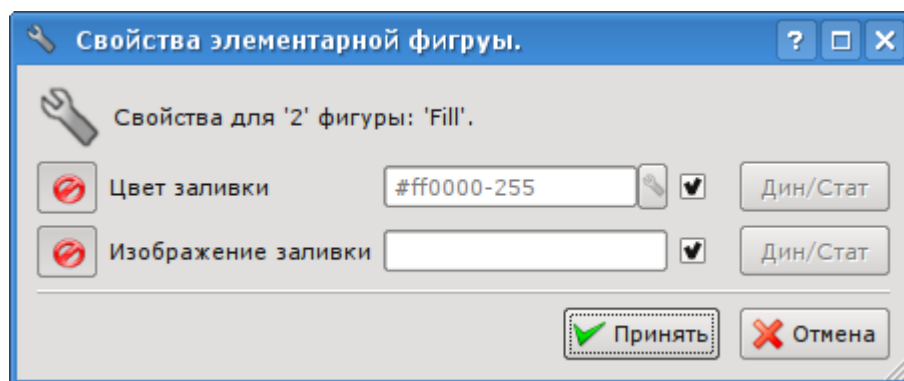 Свойства элементарной фигруы.
Свойства для '2' фигуры: 'Fill'.
Цвет заливки #ff0000-255 Дин/Стат
Изображение заливки Дин/Стат
Принять Отмена